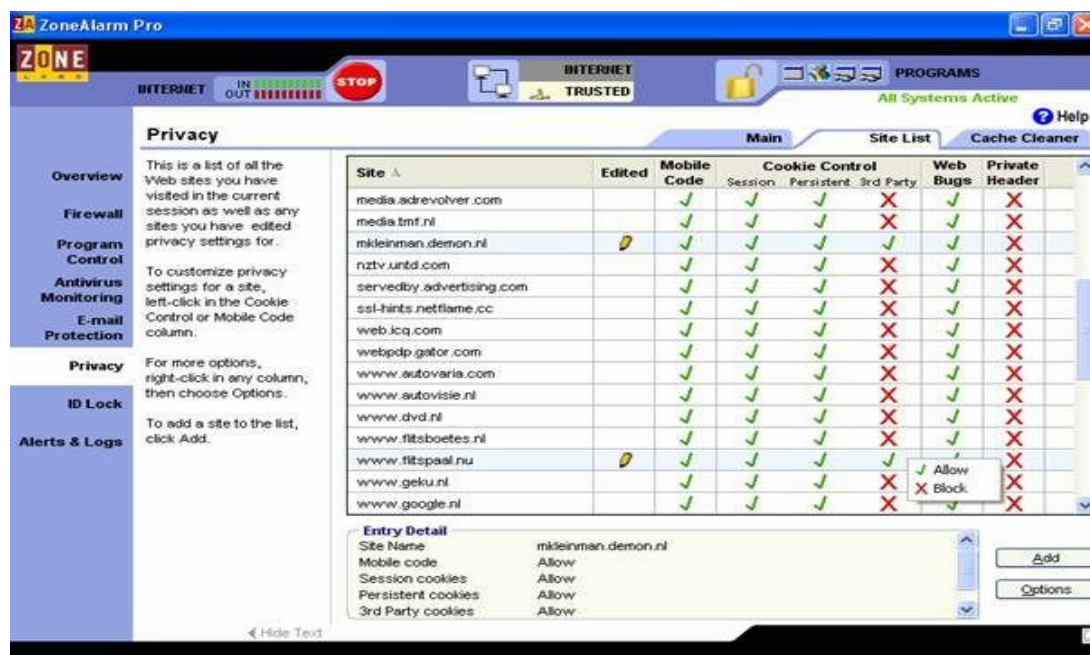 ZA ZoneAlarm Pro
ZONE
LABS
INTERNET IN OUT STOP INTERNET TRUSTED PROGRAMS
All Systems Active
Help
Privacy
Main Site List Cache Cleaner
Overview
Firewall
Program
Control
Antivirus
Monitoring
E-mail
Protection
Privacy
ID Lock
Alerts & Logs
This is a list of all the
Web sites you have
visited in the current
session as well as any
sites you have edited
privacy settings for.
To customize privacy
settings for a site,
left-click in the Cookie
Control or Mobile Code
column.
For more options,
right-click in any column,
then choose Options.
To add a site to the list,
click Add.
Site Edited Mobile Code Cookie Control Web Bugs Private Header
Session Persistent 3rd Party
media.adrevolver.com
media.tmf.nl
mkleinman.demon.nl
nztv.untd.com
servedby.advertising.com
ssl-hints.netflame.cc
web.icq.com
webpdp.gator.com
www.autovaria.com
www.autovisie.nl
www.dvd.nl
www.flitsboetes.nl
www.flitspaal.nu
www.geku.nl
www.google.nl
Allow
Block
Entry Detail
Site Name mkleinman.demon.nl
Mobile code Allow
Session cookies Allow
Persistent cookies Allow
3rd Party cookies Allow
Add
Options
Hide Text